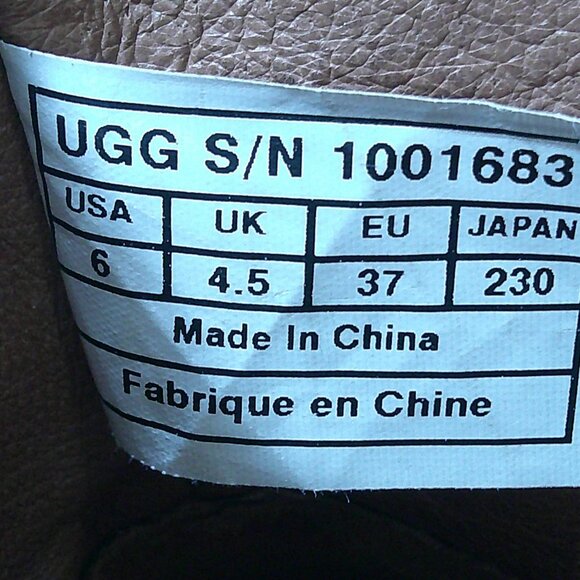 UGG S/N 1001683
USA UK EU JAPAN
6 4.5 37 230
Made In China
Fabrique en Chine